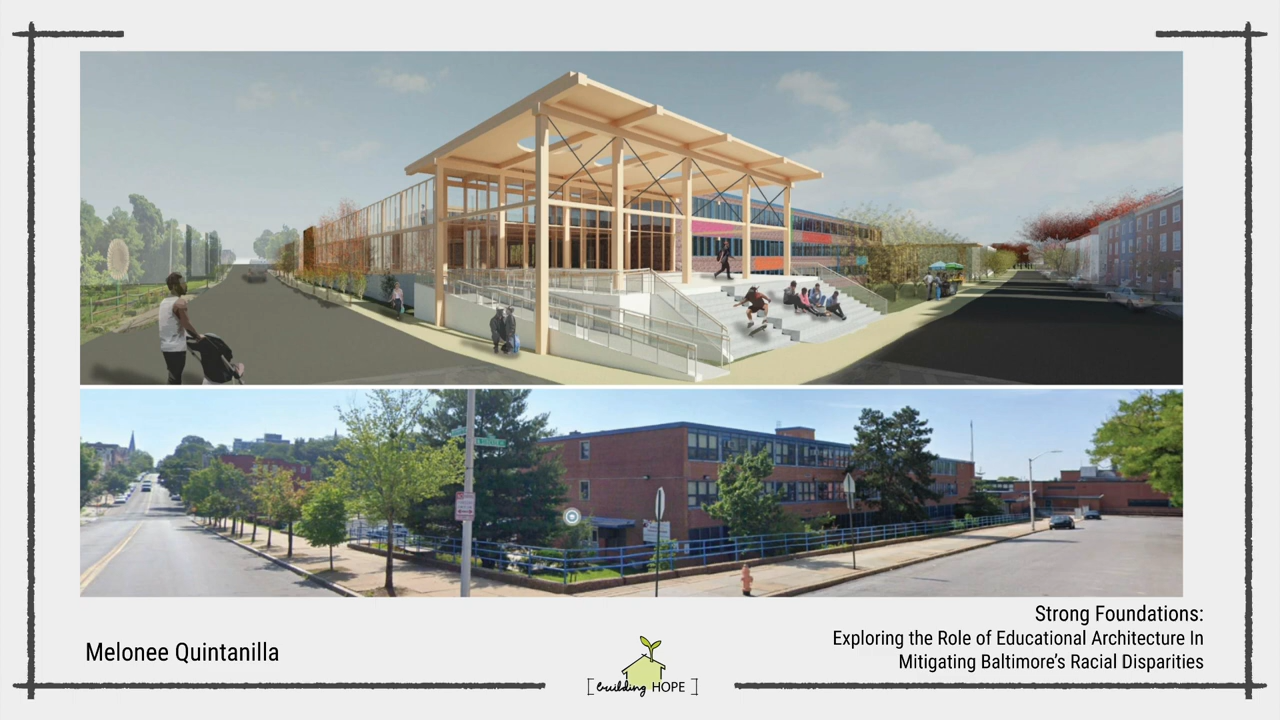 Melonee Quintanilla
[building HOPE]
Strong Foundations:
Exploring the Role of Educational Architecture In
Mitigating Baltimore’s Racial Disparities